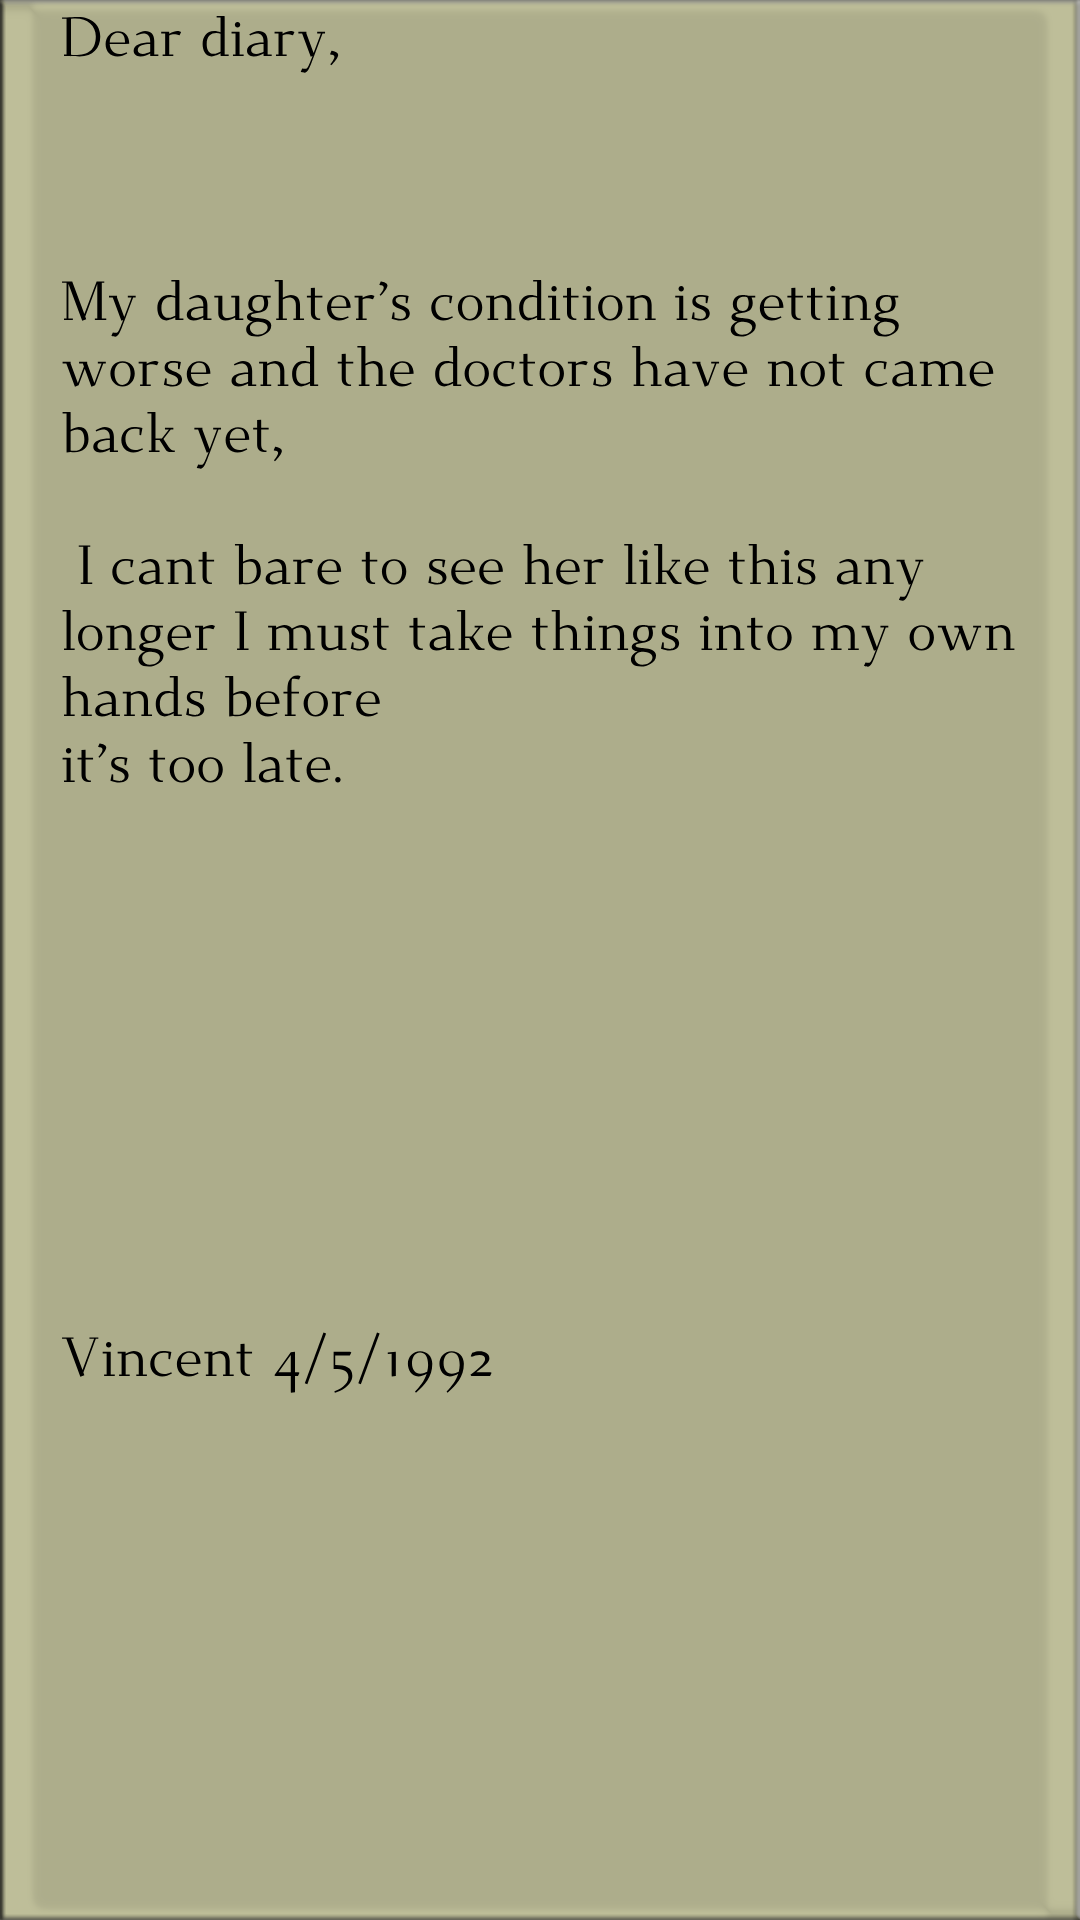 Dear diary,
My daughter’s condition is getting
worse and the doctors have not came
back yet,
I cant bare to see her like this any
longer I must take things into my own
hands before
it’s too late.
Vincent 4/5/1992